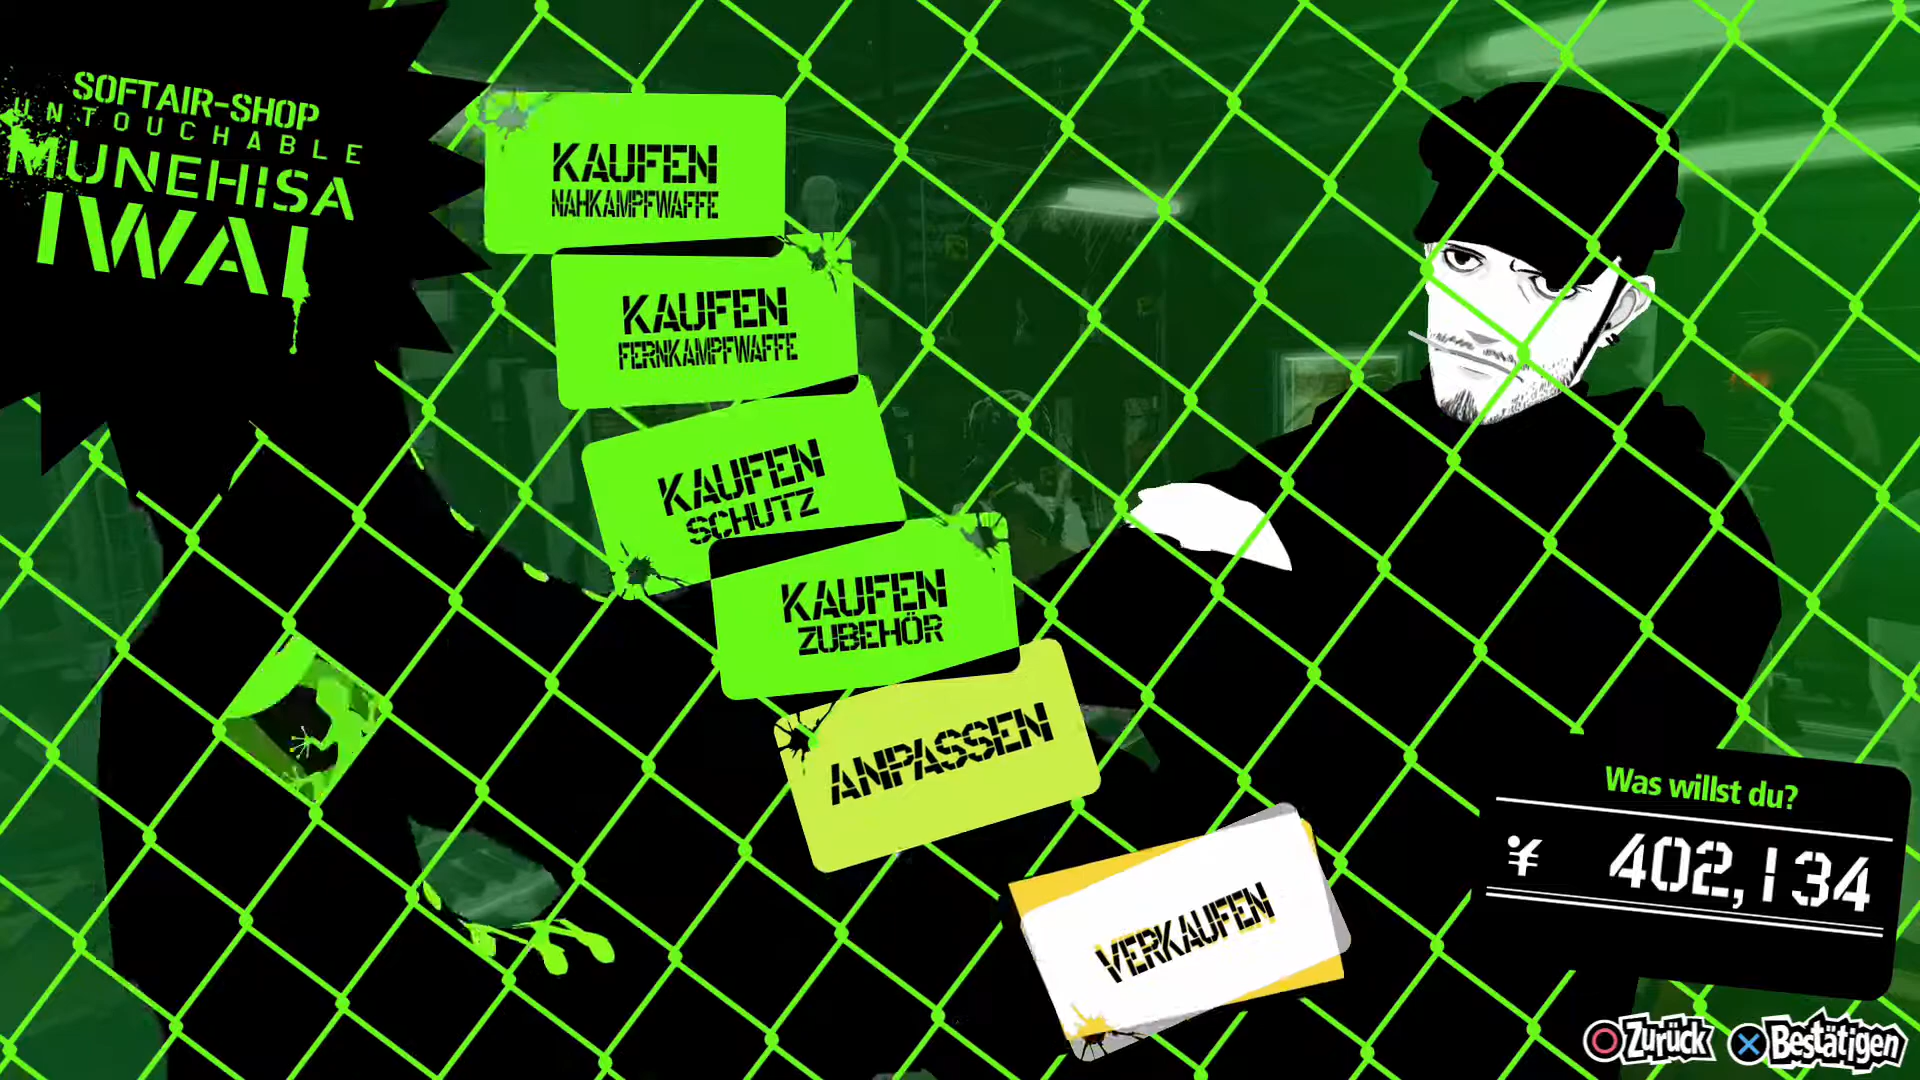 SOFTAIR-SHOP
UNTOUCHABLE
MUNEHISA
IWAI
KAUFEN
NAHKAMPFWAFFE
KAUFEN
FERNKAMPFWAFFE
KAUFEN
SCHUTZ
KAUFEN
ZUBEHÖR
ANPASSEN
VERKAUFEN
Was willst du?
¥ 402,134
Zurück Bestätigen